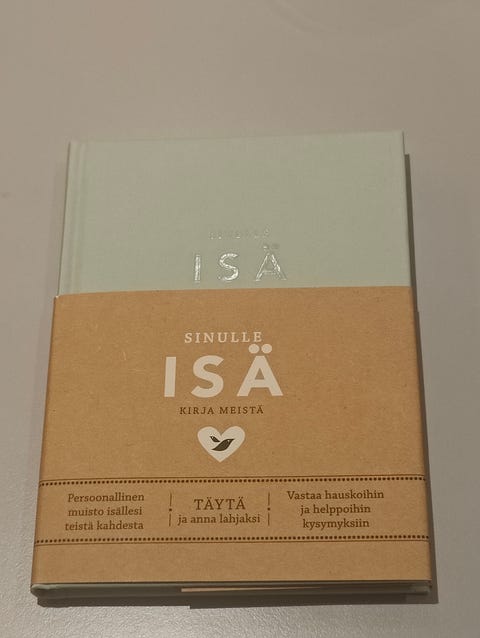 SINULLE
ISÄ
SINULLE
ISÄ
KIRJA MEISTÄ
Persoonallinen
muisto isällesi
teistä kahdesta
TÄYTÄ
ja anna lahjaksi
Vastaa hauskoihin
ja helppoihin
kysymyksiin